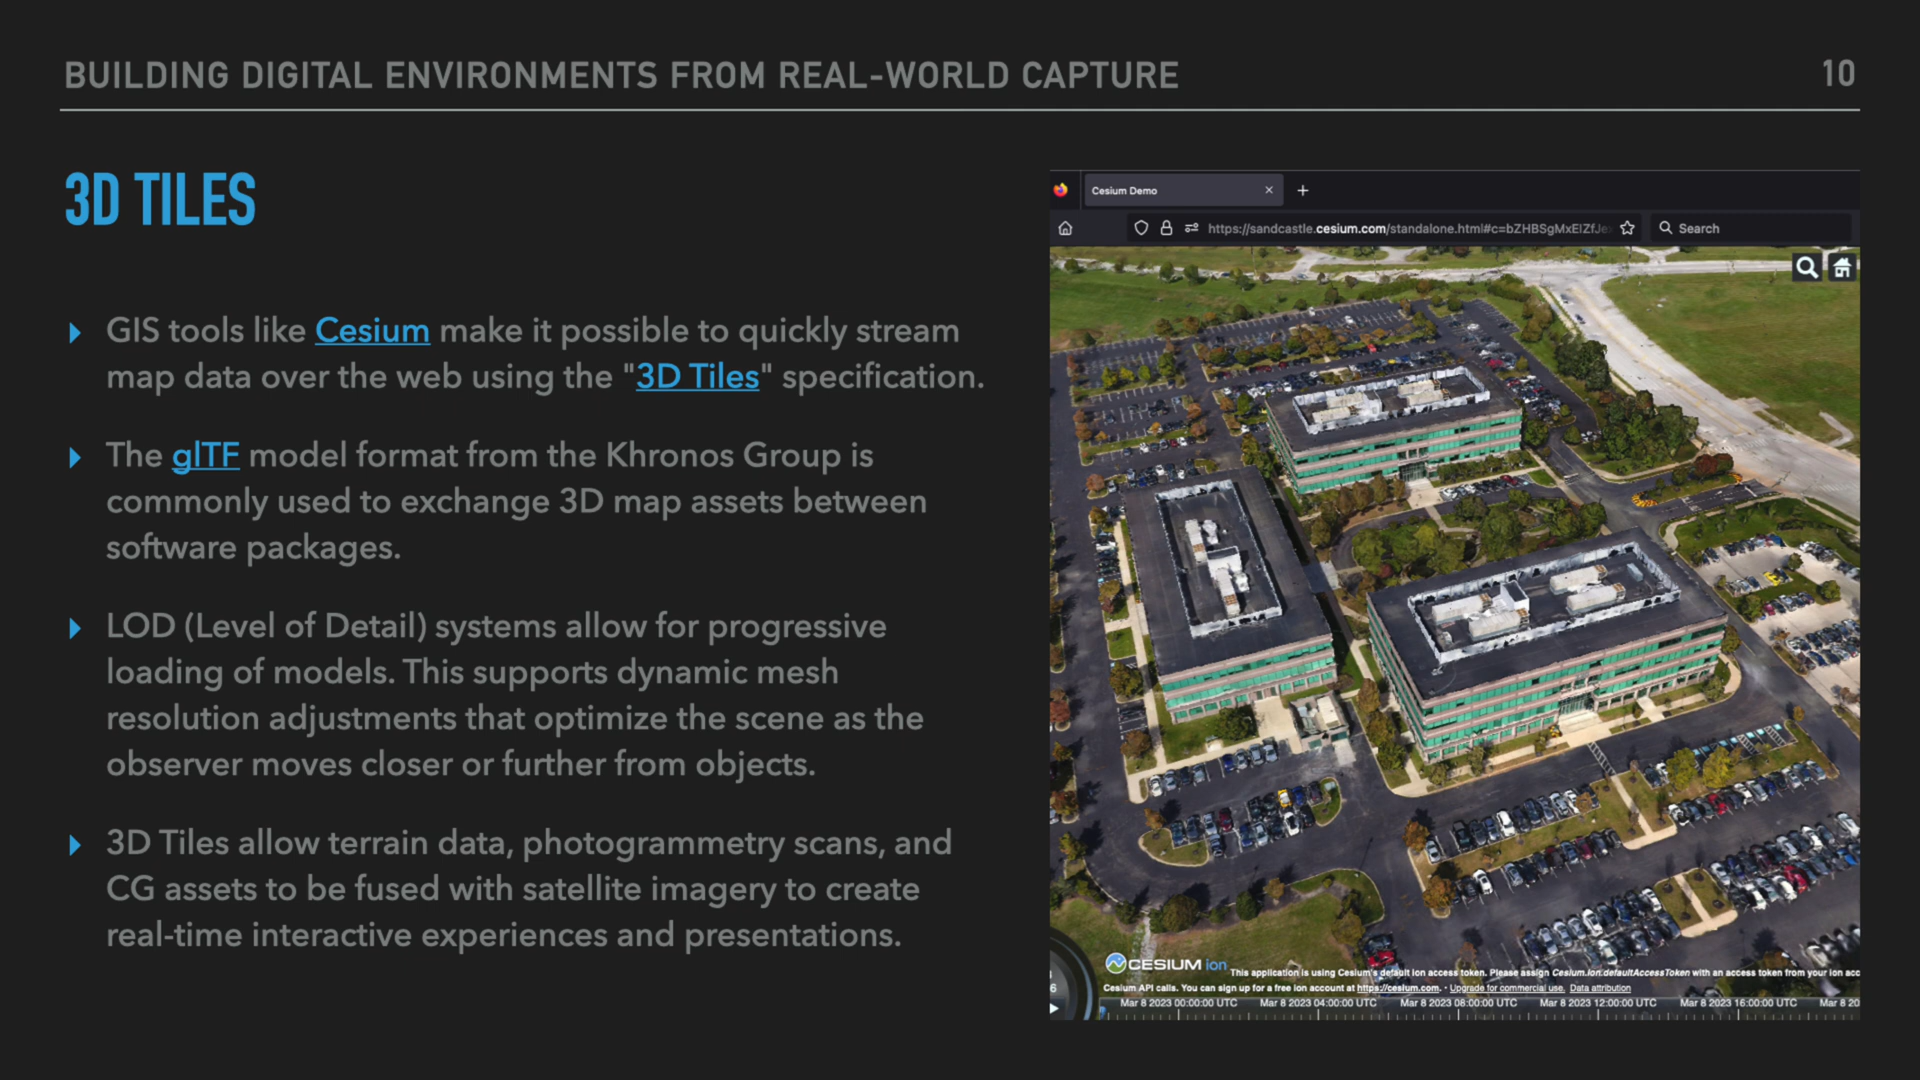 BUILDING DIGITAL ENVIRONMENTS FROM REAL-WORLD CAPTURE
10
3D TILES
GIS tools like Cesium make it possible to quickly stream
map data over the web using the "3D Tiles" specification.
The glTF model format from the Khronos Group is
commonly used to exchange 3D map assets between
software packages.
LOD (Level of Detail) systems allow for progressive
loading of models. This supports dynamic mesh
resolution adjustments that optimize the scene as the
observer moves closer or further from objects.
3D Tiles allow terrain data, photogrammetry scans, and
CG assets to be fused with satellite imagery to create
real-time interactive experiences and presentations.
Cesium Demo
https://sandcastle.cesium.com/standalone.html#c=bZHBSgMxEIZfJe
Search
CESIUM ion This application is using Cesium's default ion access token. Please assign Cesium.Ion.defaultAccessToken with an access token from your ion acc
Cesium API calls. You can sign up for a free ion account at https://cesium.com. · Upgrade for commercial use. Data attribution
6
Mar 8 2023 00:00:00 UTC Mar 8 2023 04:00:00 UTC Mar 8 2023 08:00:00 UTC Mar 8 2023 12:00:00 UTC Mar 8 2023 16:00:00 UTC Mar 8 20